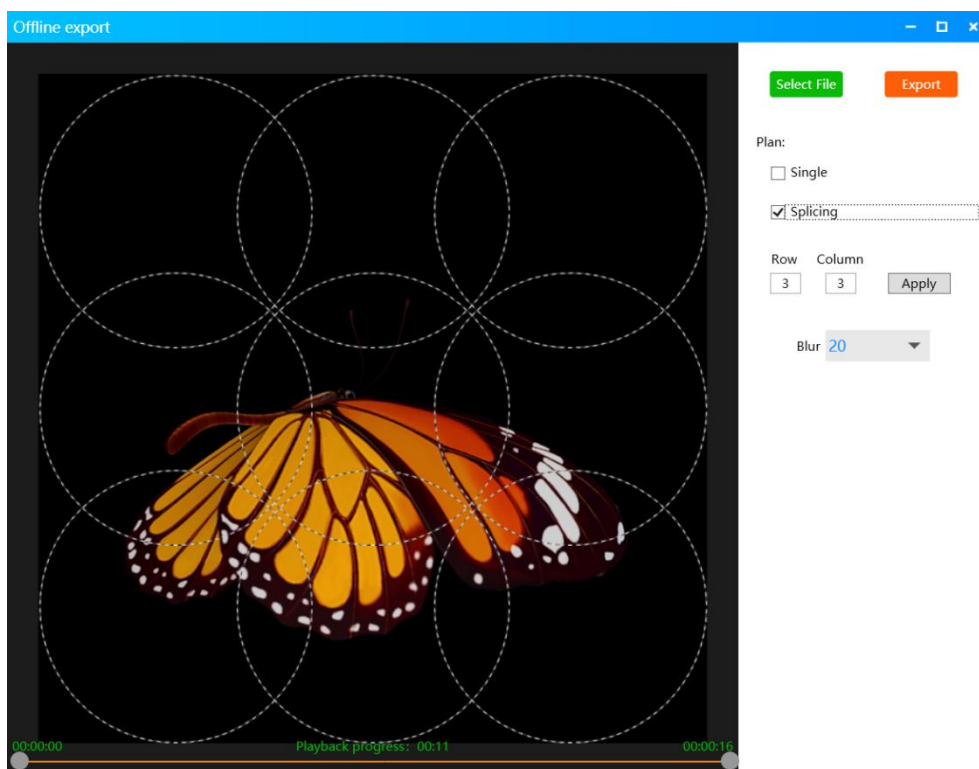 Offline export
Select File Export
Plan:
Single
Splicing
Row Column
3 3 Apply
Blur 20
00:00:00 Playback progress: 00:11 00:00:16